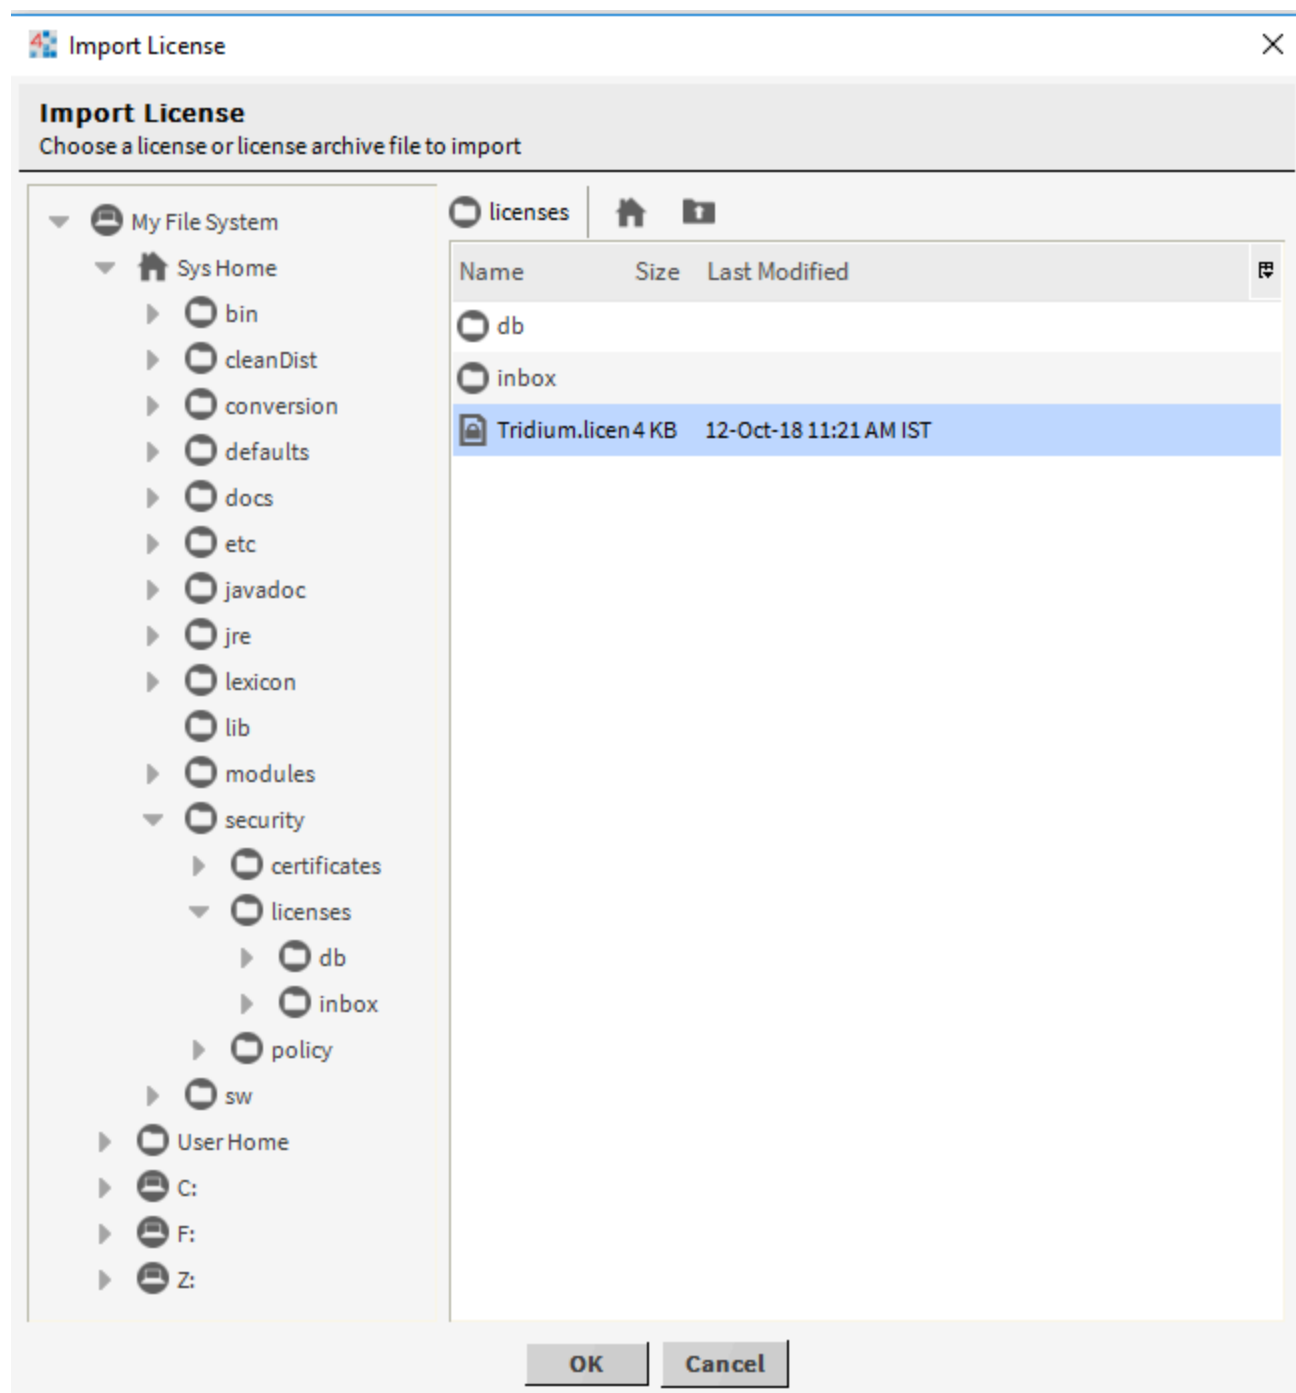 Import License
Import License
Choose a license or license archive file to import
My File System
Sys Home
bin
cleanDist
conversion
defaults
docs
etc
javadoc
jre
lexicon
lib
modules
security
certificates
licenses
db
inbox
policy
sw
User Home
C:
F:
Z:
licenses
Name Size Last Modified
db
inbox
Tridium.licen 4 KB 12-Oct-18 11:21 AM IST
OK Cancel